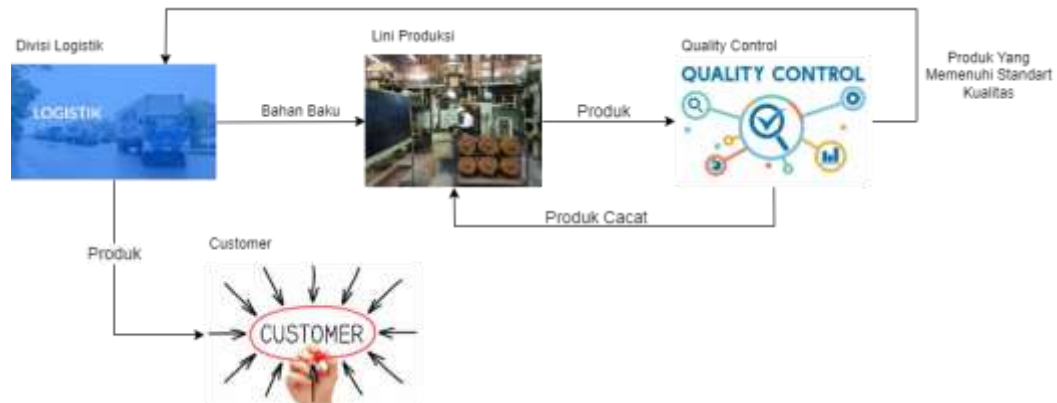 Divisi Logistik
LOGISTIK
Bahan Baku
Lini Produksi
Produk
Quality Control
QUALITY CONTROL
Produk Yang
Memenuhi Standart
Kualitas
Produk Cacat
Produk
Customer
CUSTOMER